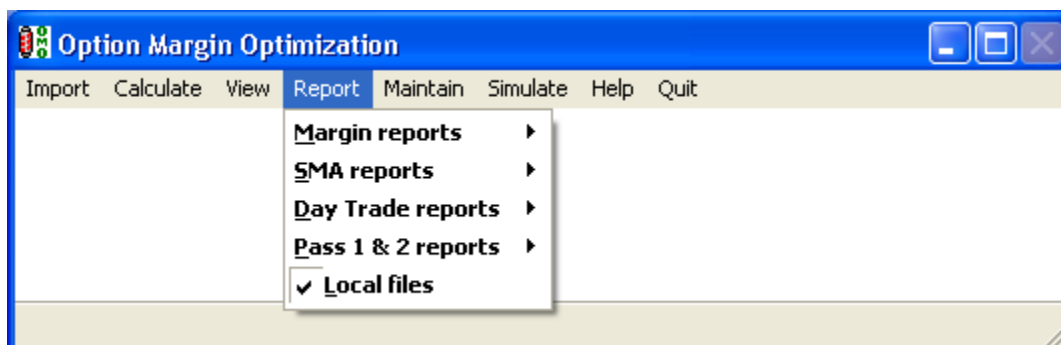 Option Margin Optimization
Import Calculate View Report Maintain Simulate Help Quit
Margin reports
SMA reports
Day Trade reports
Pass 1 & 2 reports
Local files